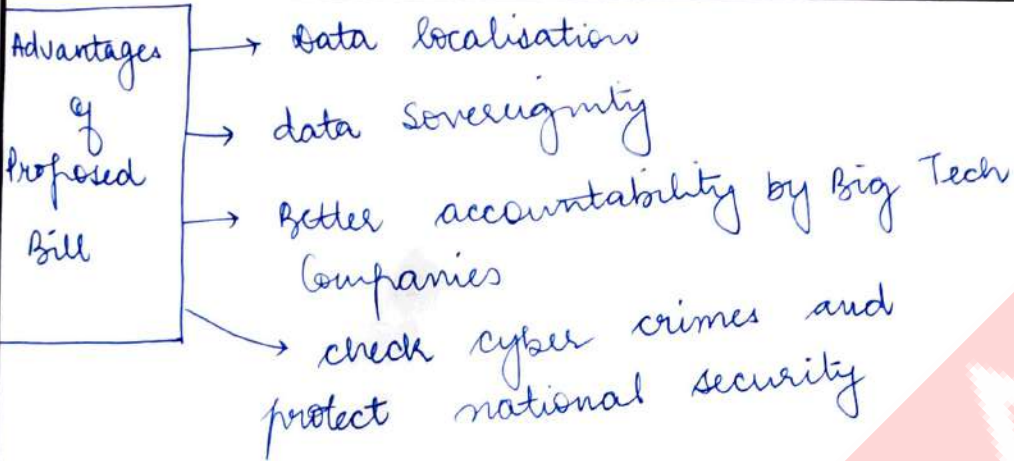 Advantages
of
Proposed
Bill
→ Data localisation
→ data sovereignity
→ Better accountability by Big Tech
Companies
→ check cyber crimes and
protect national security